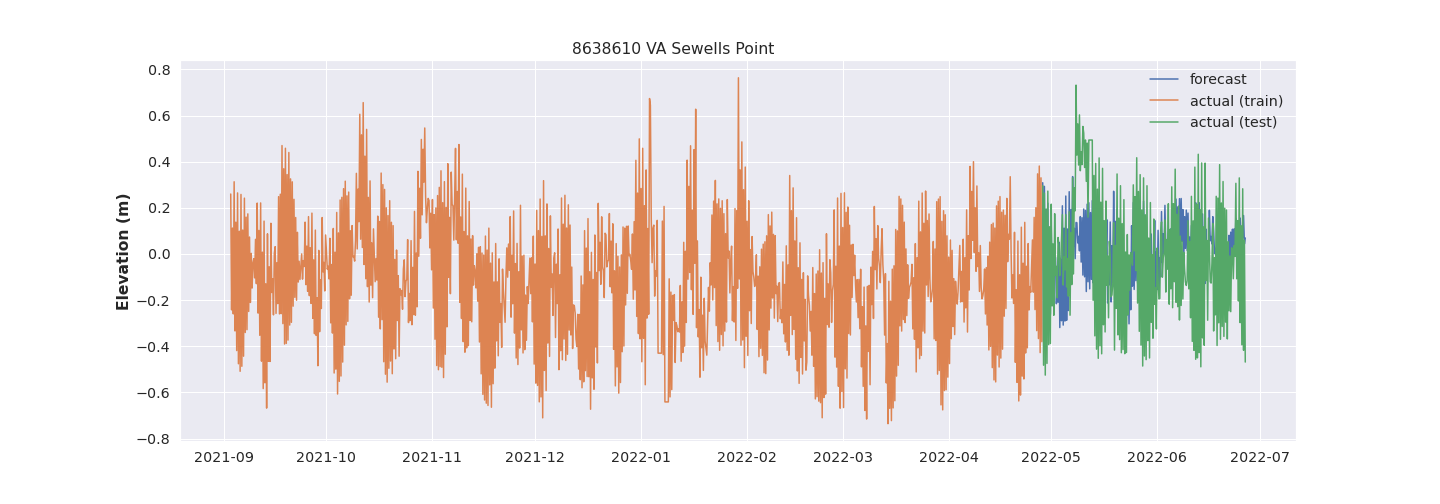 8638610 VA Sewells Point
Elevation (m)
0.8
0.6
0.4
0.2
0.0
−0.2
−0.4
−0.6
−0.8
forecast
actual (train)
actual (test)
2021-09 2021-10 2021-11 2021-12 2022-01 2022-02 2022-03 2022-04 2022-05 2022-06 2022-07